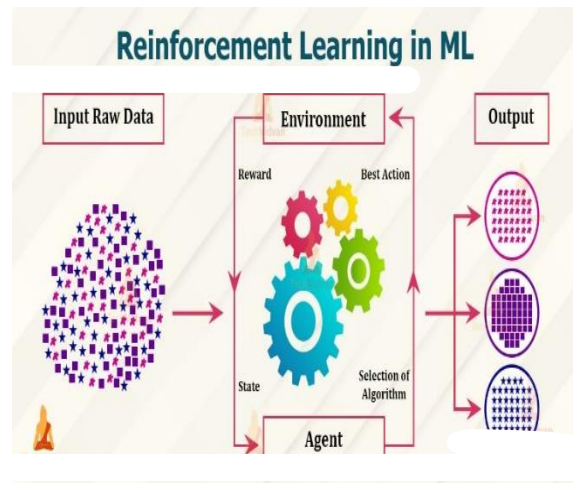 Reinforcement Learning in ML
Input Raw Data
Environment
Output
Reward
Best Action
State
Selection of
Algorithm
Agent